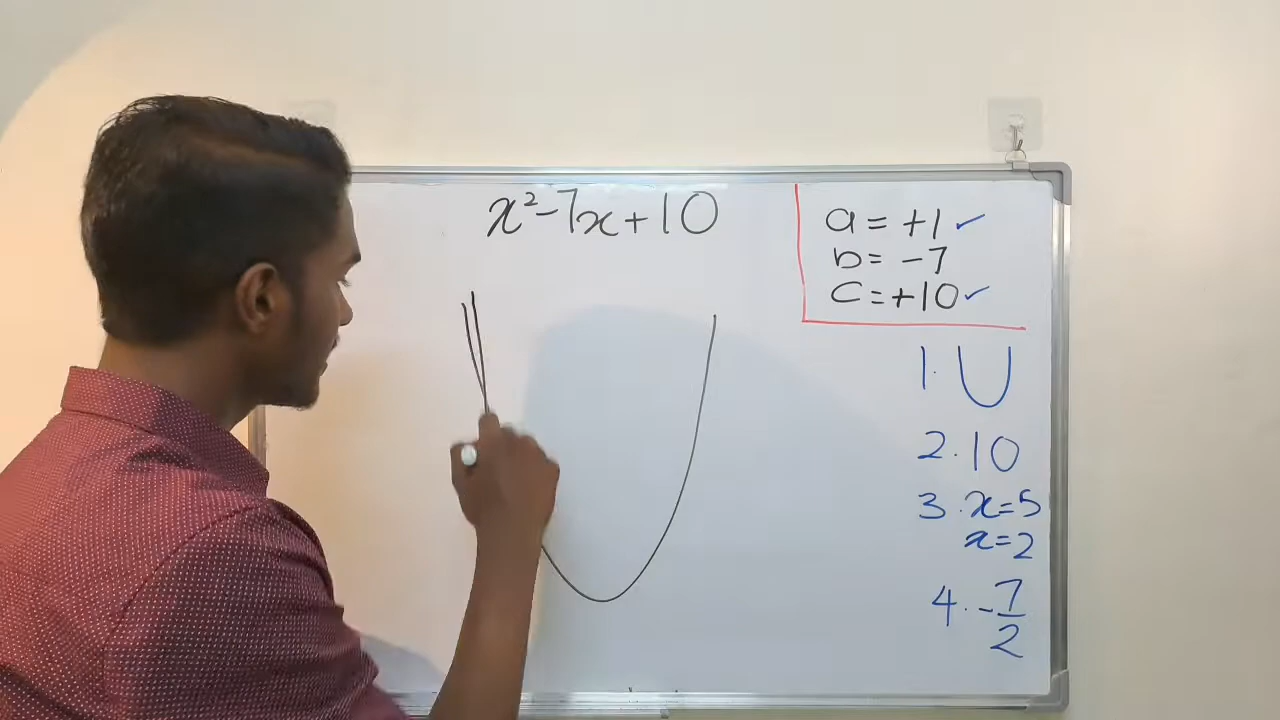 x²-7x+10
a = +1 ✓
b = -7
c = +10 ✓
1. U
2. 10
3. x=5
x=2
4. -7/2